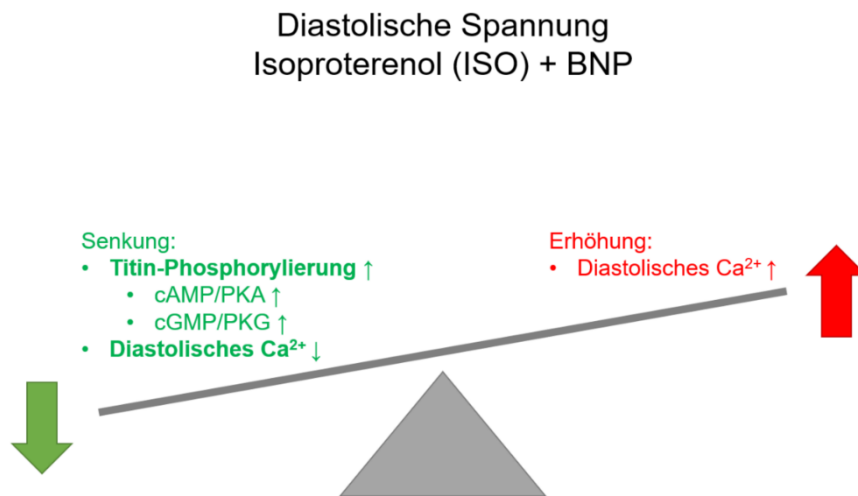 Diastolische Spannung
Isoproterenol (ISO) + BNP
Senkung:
• Titin-Phosphorylierung ↑
• cAMP/PKA ↑
• cGMP/PKG ↑
• Diastolisches Ca²⁺ ↓
Erhöhung:
• Diastolisches Ca²⁺ ↑